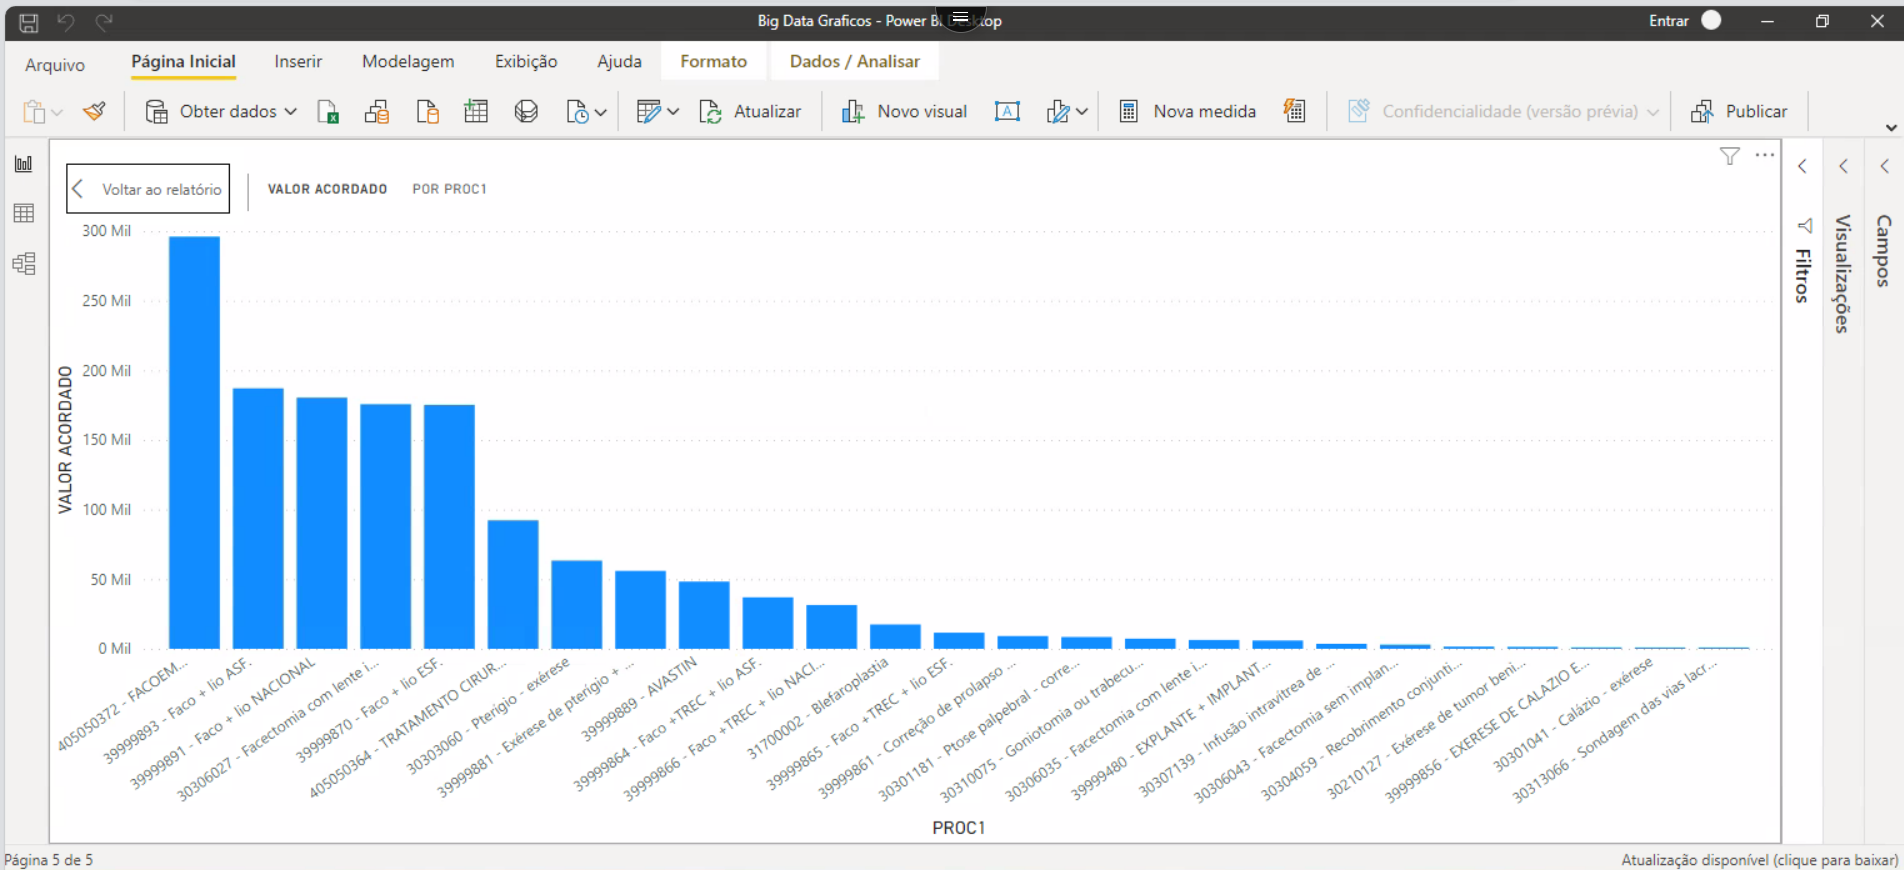 Big Data Graficos - Power BI Desktop
Entrar
Arquivo
Página Inicial
Inserir
Modelagem
Exibição
Ajuda
Formato
Dados / Analisar
Obter dados
Atualizar
Novo visual
Nova medida
Confidencialidade (versão prévia)
Publicar
Voltar ao relatório
VALOR ACORDADO
POR PROC1
Filtros
Visualizações
Campos
VALOR ACORDADO
300 Mil
250 Mil
200 Mil
150 Mil
100 Mil
50 Mil
0 Mil
405050372 - FACOEM...
39999893 - Faco + lio ASF.
39999891 - Faco + lio NACIONAL
30306027 - Facectomia com lente i...
39999870 - Faco + lio ESF.
405050364 - TRATAMENTO CIRUR...
30303060 - Pterigio - exérese
39999881 - Exérese de pterígio + ...
39999889 - AVASTIN
39999864 - Faco +TREC + lio ASF.
39999866 - Faco +TREC + lio NACI...
31700002 - Blefaroplastia
39999865 - Faco +TREC + lio ESF.
39999861 - Correção de prolapso ...
30301181 - Ptose palpebral - corre...
30310075 - Goniotomia ou trabecu...
30306035 - Facectomia com lente i...
39999480 - EXPLANTE + IMPLANT...
30307139 - Infusão intravitrea de ...
30306043 - Facectomia sem implan...
30304059 - Recobrimento conjunti...
30210127 - Exérese de tumor beni...
39999856 - EXERESE DE CALAZIO E...
30301041 - Calázio - exérese
30313066 - Sondagem das vias lacr...
PROC1
Página 5 de 5
Atualização disponível (clique para baixar)